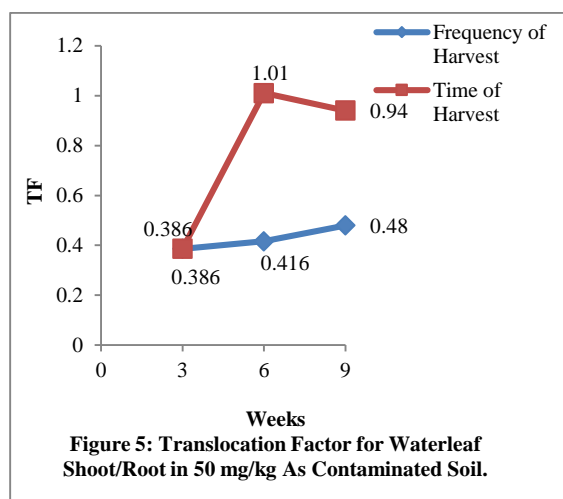 1.2
1
0.8
0.6
0.4
0.2
0
TF
1.01
0.94
0.386
0.386
0.416
0.48
0 3 6 9
Weeks
Frequency of
Harvest
Time of
Harvest
Figure 5: Translocation Factor for Waterleaf
Shoot/Root in 50 mg/kg As Contaminated Soil.